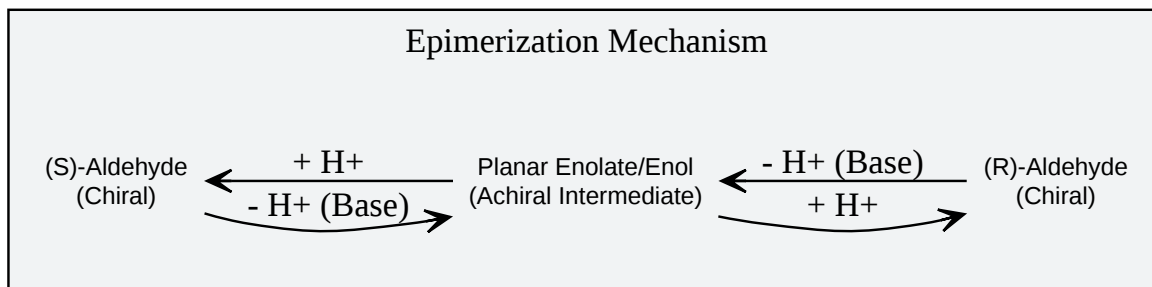 Epimerization Mechanism
(S)-Aldehyde
(Chiral)
+ H+
- H+ (Base)
Planar Enolate/Enol
(Achiral Intermediate)
- H+ (Base)
+ H+
(R)-Aldehyde
(Chiral)